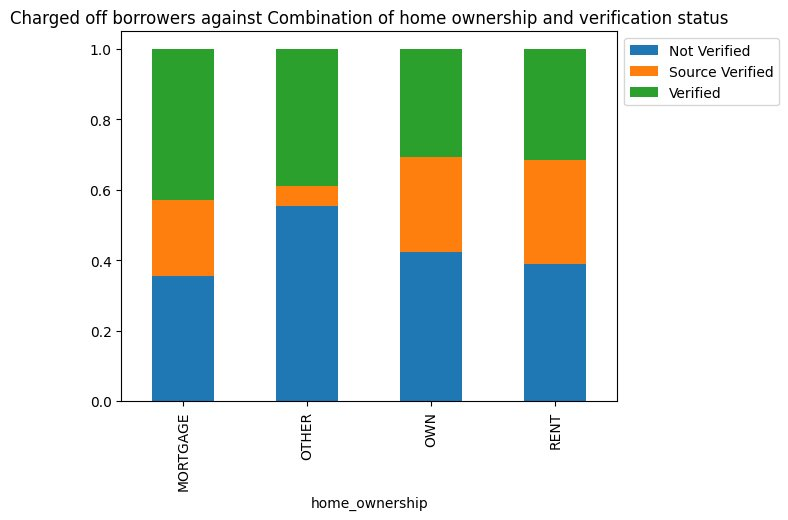 Charged off borrowers against Combination of home ownership and verification status
1.0
0.8
0.6
0.4
0.2
0.0
Not Verified
Source Verified
Verified
MORTGAGE
OTHER
OWN
RENT
home_ownership